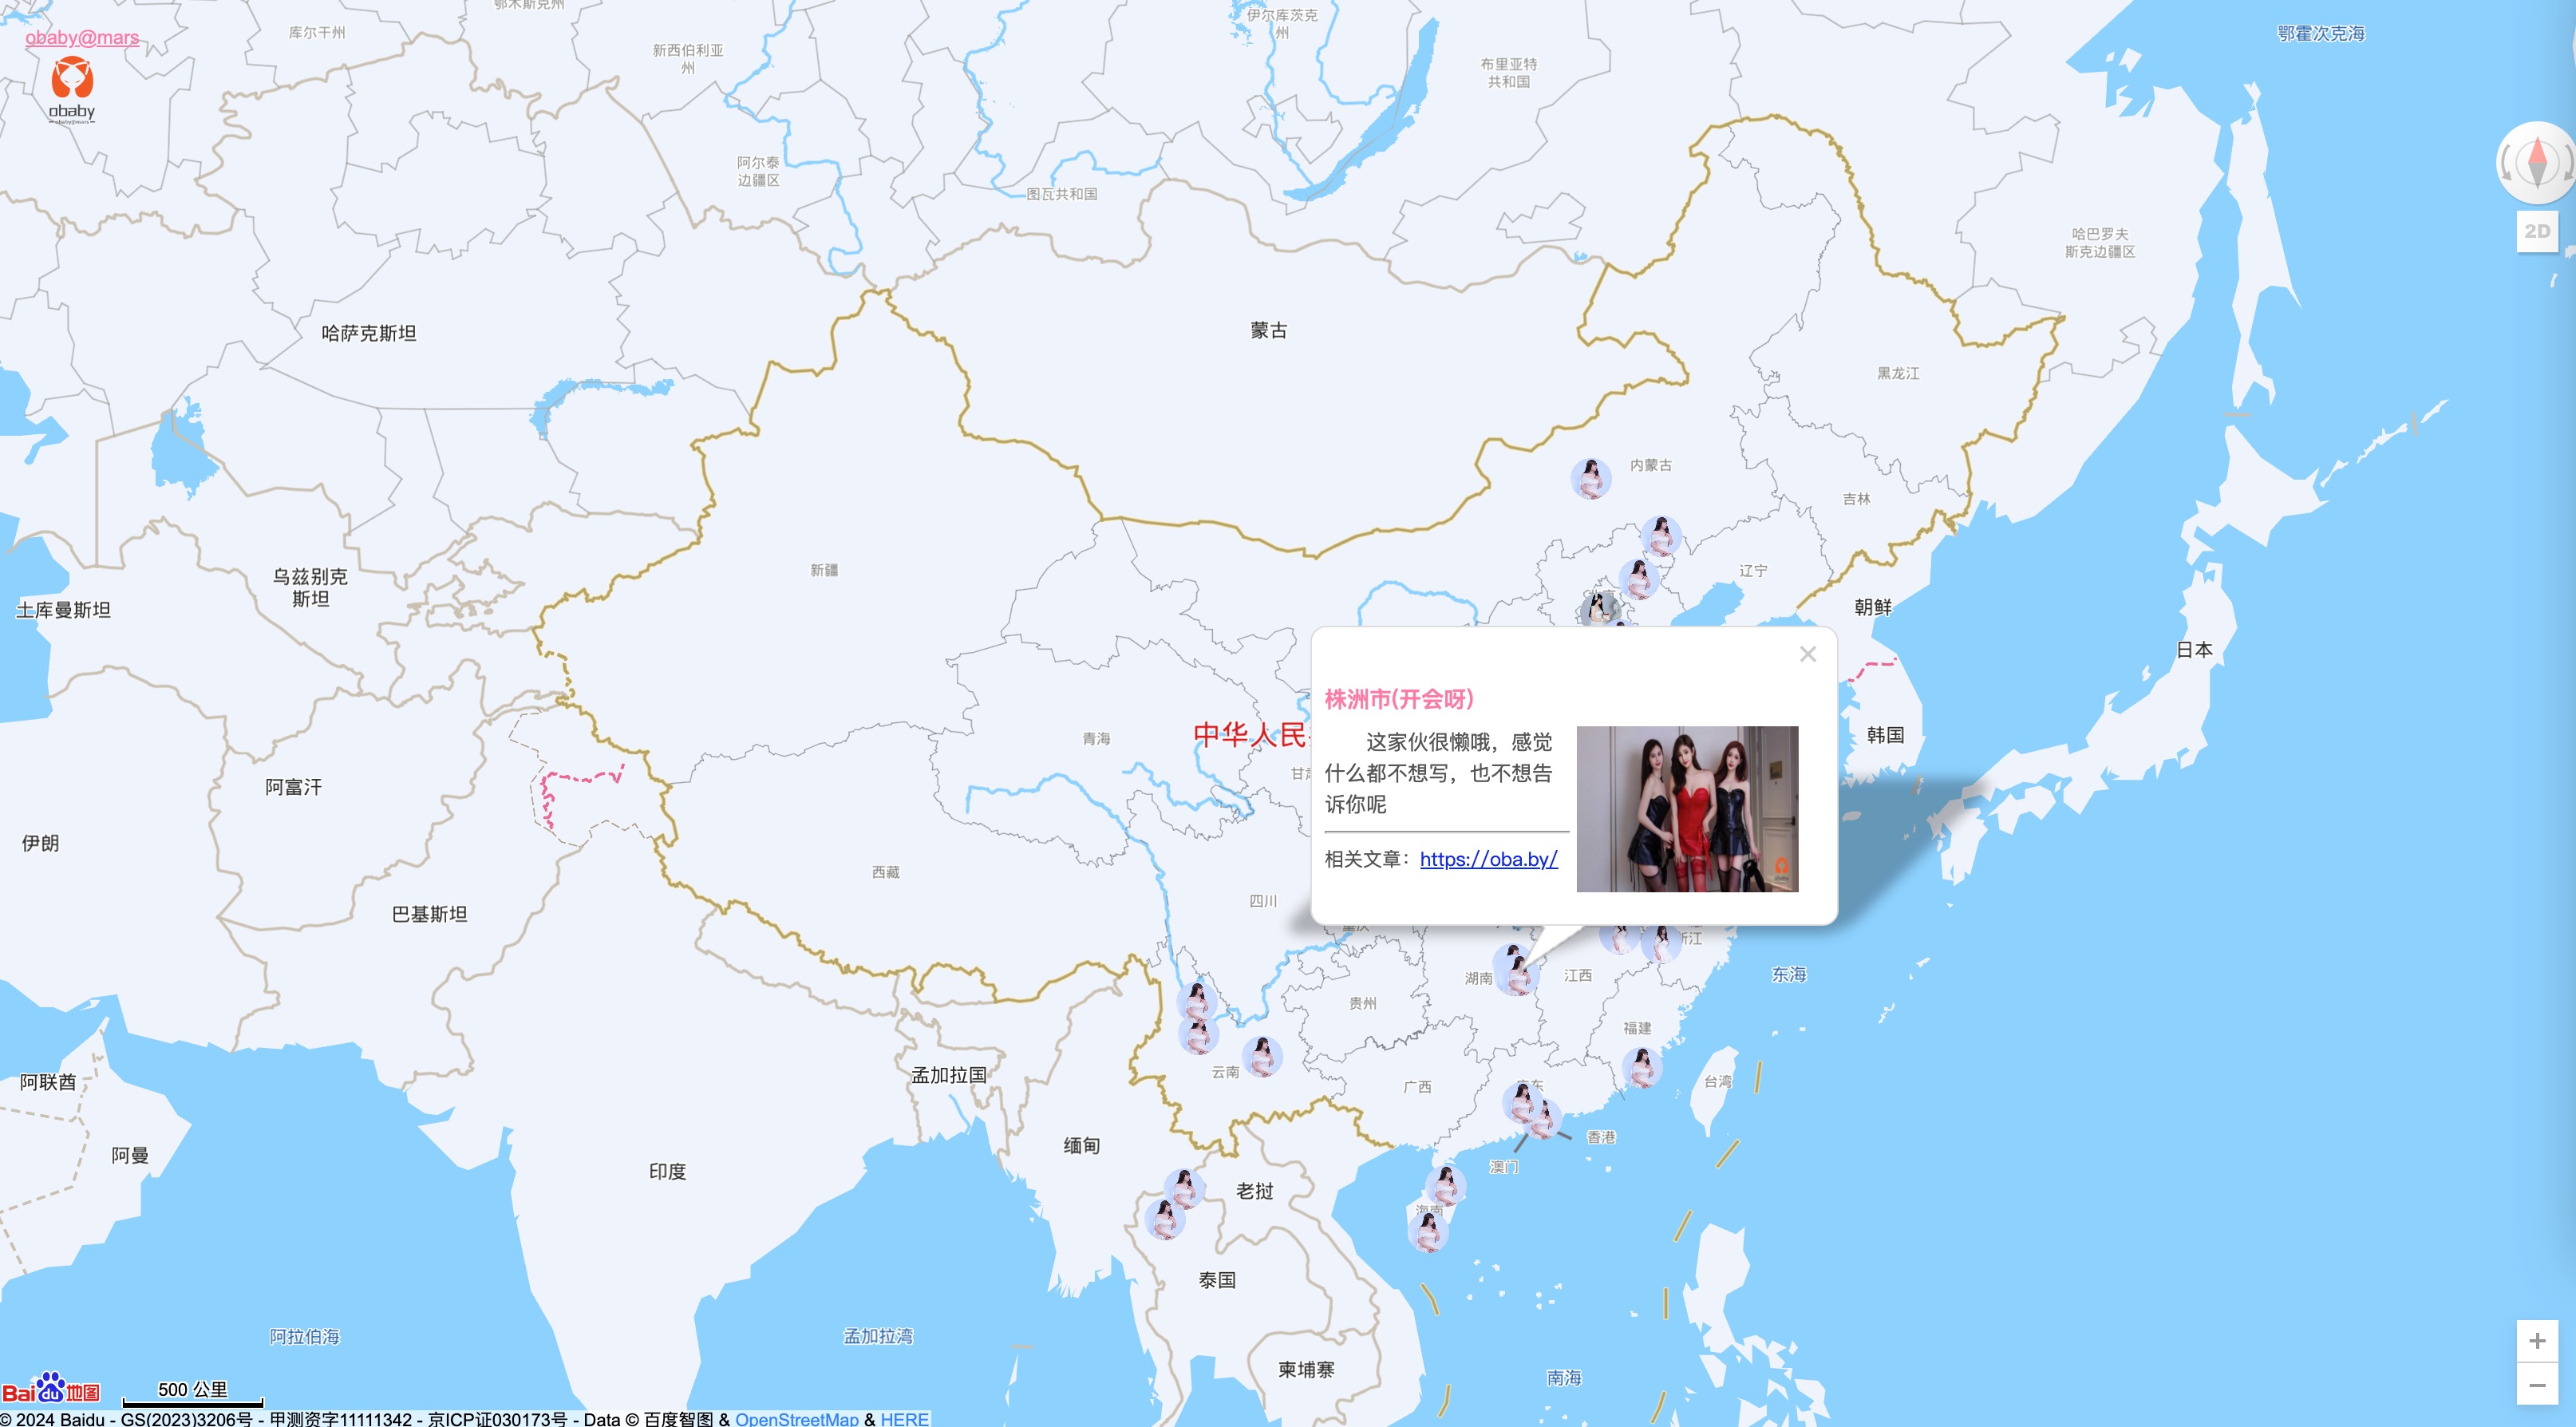 鄂木斯克州
伊尔库茨克
州
obaby@mars
库尔干州
鄂霍次克海
新西伯利亚
州
布里亚特
共和国
obaby
阿尔泰
边疆区
图瓦共和国
哈巴罗夫
斯克边疆区
2D
哈萨克斯坦
蒙古
黑龙江
内蒙古
吉林
新疆
辽宁
乌兹别克
斯坦
土库曼斯坦
朝鲜
日本
株洲市(开会呀)
中华人民
青海
韩国
这家伙很懒哦，感觉
什么都不想写，也不想告
诉你呢
阿富汗
伊朗
相关文章：https://oba.by/
西藏
四川
巴基斯坦
浙江
湖南
江西
东海
贵州
福建
云南
孟加拉国
阿联酋
广西
台湾
香港
缅甸
阿曼
澳门
印度
老挝
海南
泰国
阿拉伯海
孟加拉湾
柬埔寨
南海
Bai du 地图
500 公里
© 2024 Baidu - GS(2023)3206号 - 甲测资字11111342 - 京ICP证030173号 - Data © 百度智图 & OpenStreetMap & HERE